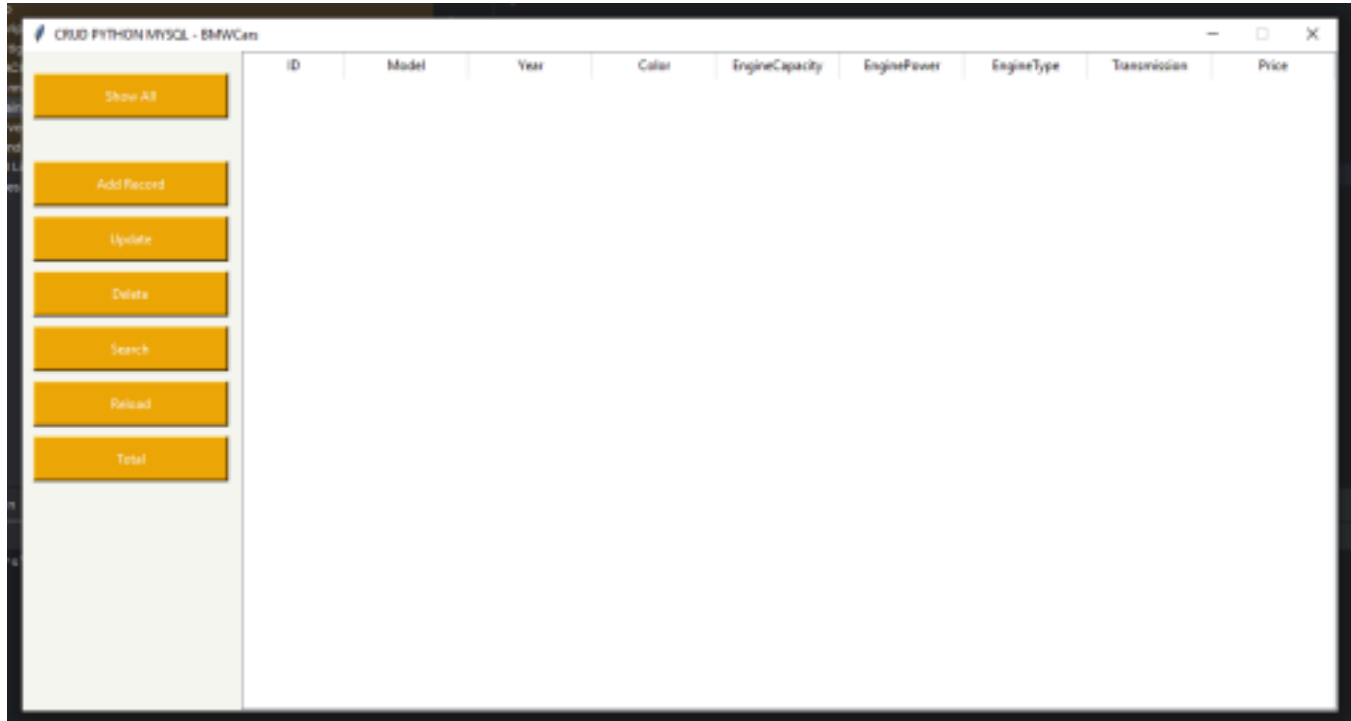 CRUD PYTHON MYSQL - BMWCars
ID Model Year Color EngineCapacity EnginePower EngineType Transmission Price
Show All
Add Record
Update
Delete
Search
Reload
Total